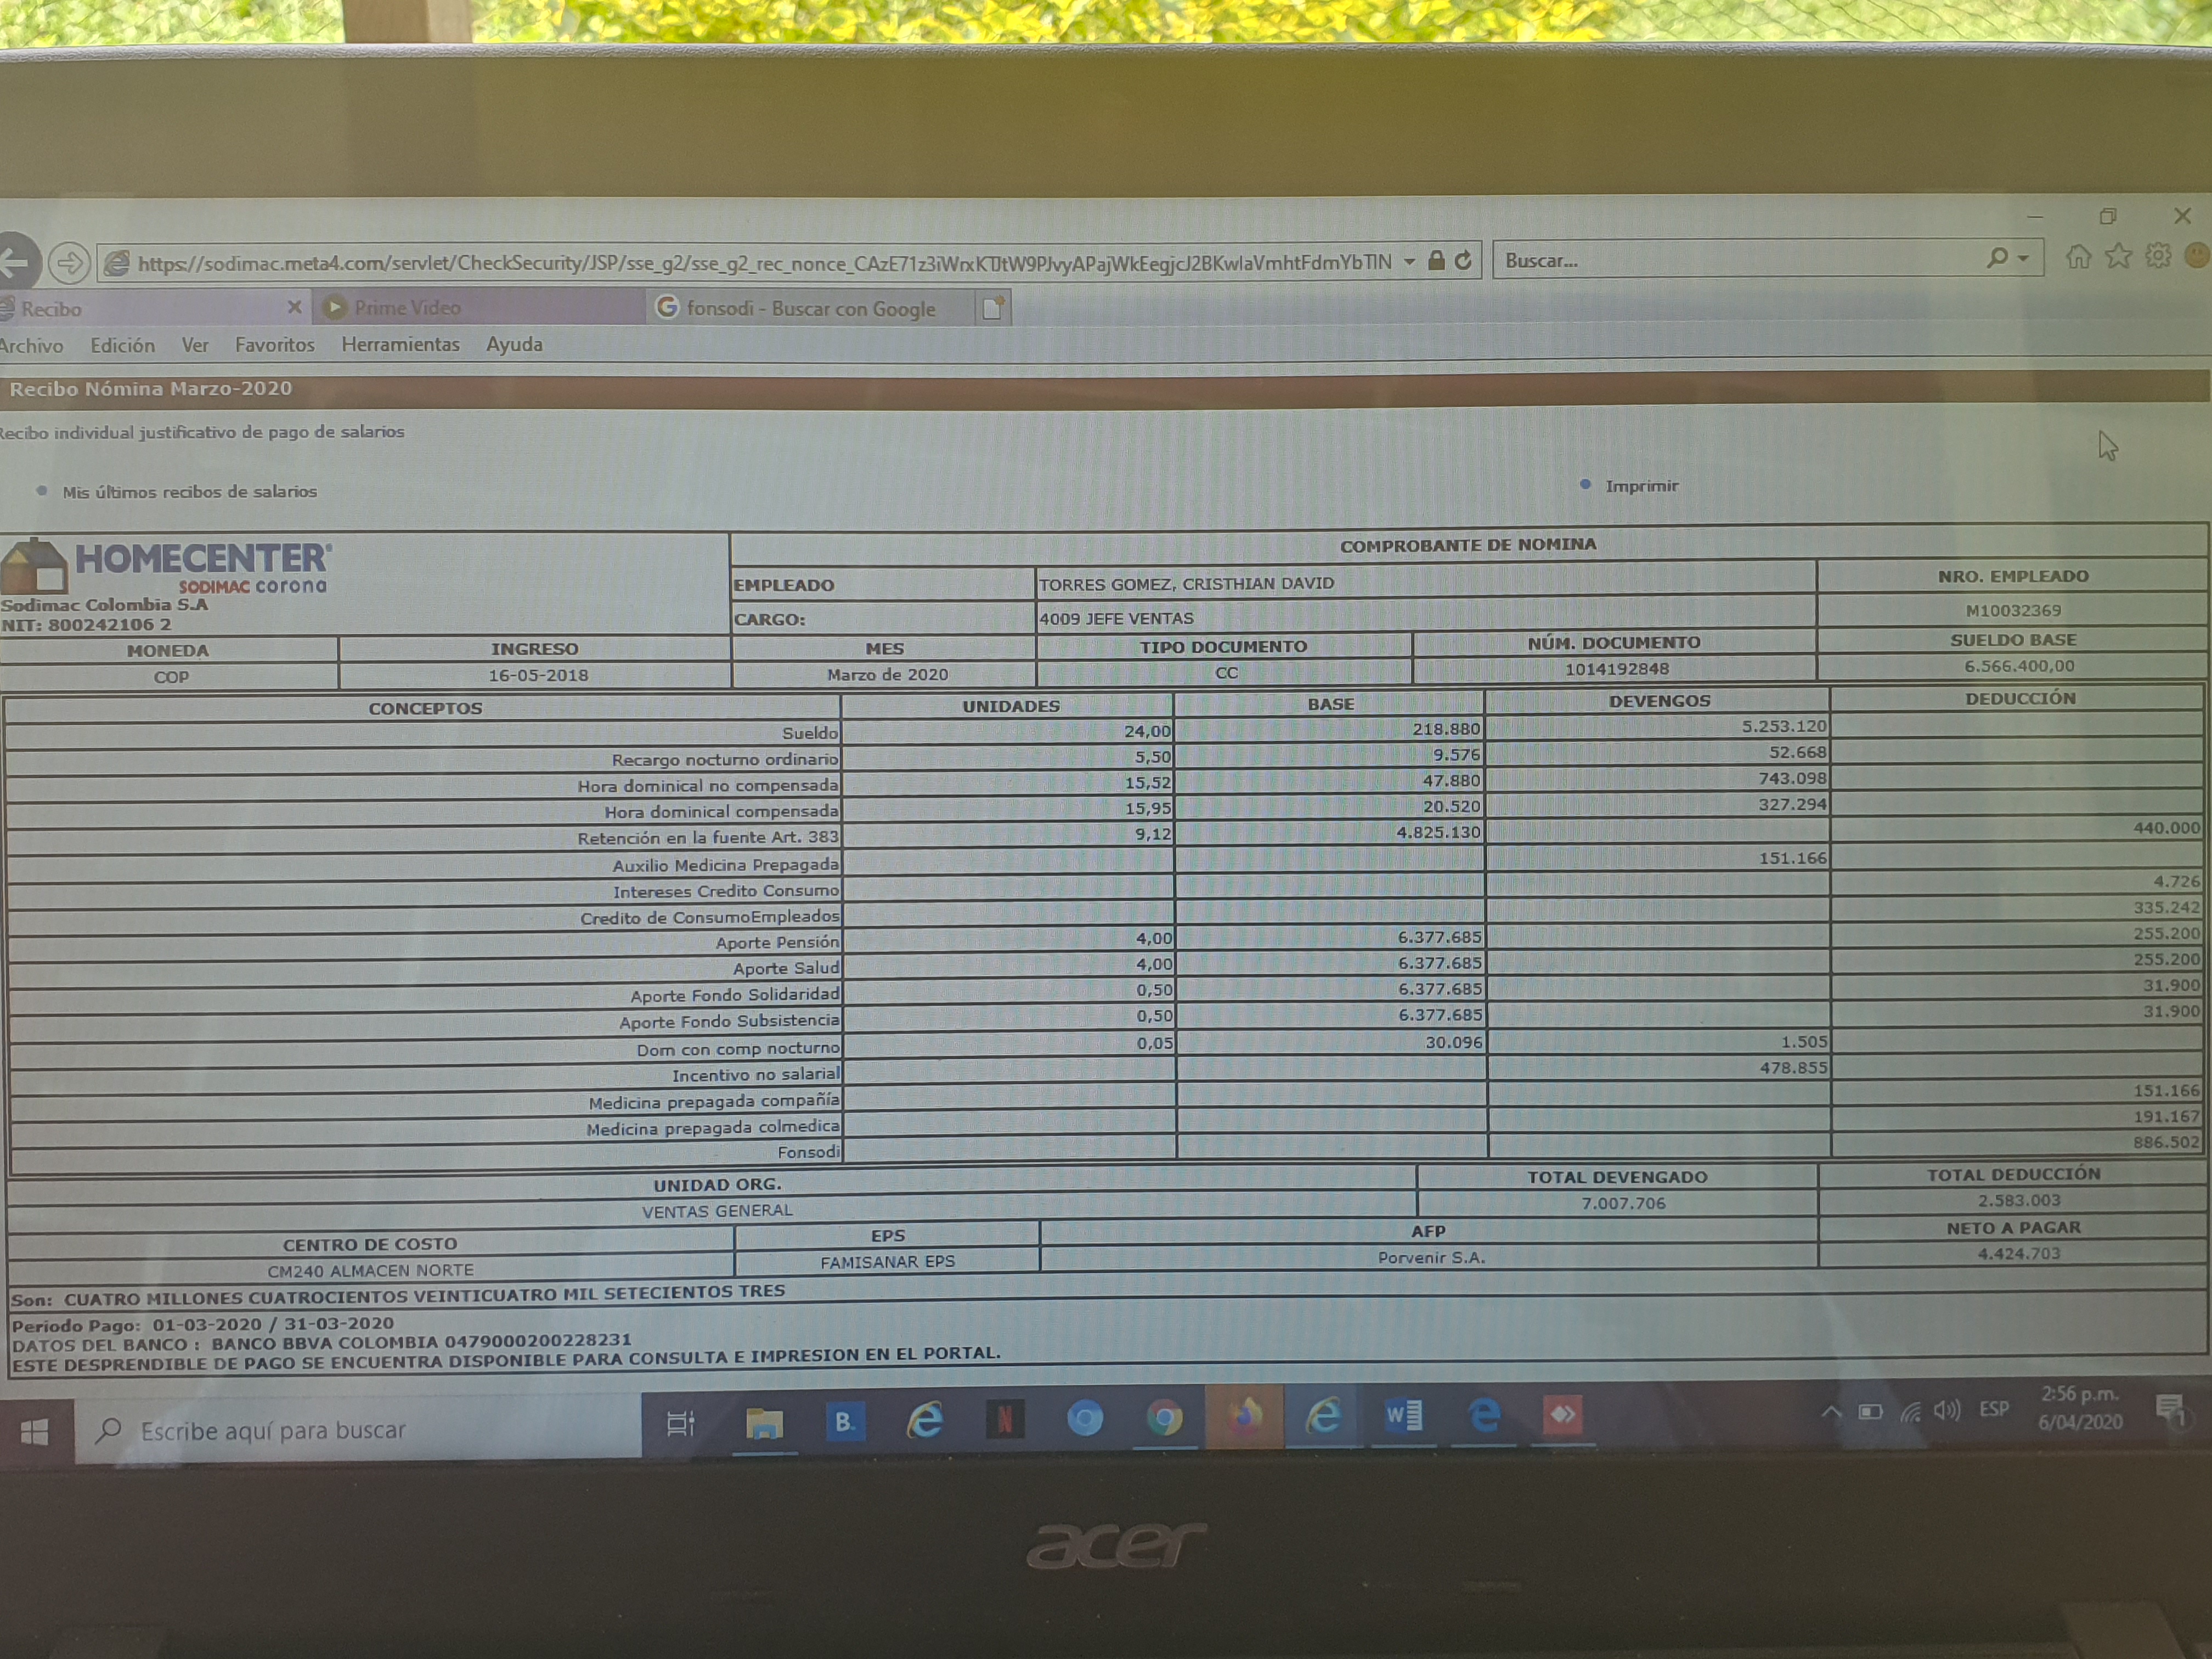 https://sodimac.meta4.com/servlet/CheckSecurity/JSP/sse_g2/sse_g2_rec_nonce_CAzE71z3iWrxKTJtW9PJvyAPajWkEegjcJ2BKwlaVmhtFdmYbTlN
Buscar...
Recibo
Prime Video
fonsodi - Buscar con Google
Archivo Edición Ver Favoritos Herramientas Ayuda
Recibo Nómina Marzo-2020
Recibo individual justificativo de pago de salarios
Mis últimos recibos de salarios
Imprimir
HOMECENTER
SODIMAC corona
Sodimac Colombia S.A
NIT: 800242106 2
COMPROBANTE DE NOMINA
EMPLEADO TORRES GOMEZ, CRISTHIAN DAVID NRO. EMPLEADO
CARGO: 4009 JEFE VENTAS M10032369
MONEDA INGRESO MES TIPO DOCUMENTO NÚM. DOCUMENTO SUELDO BASE
COP 16-05-2018 Marzo de 2020 CC 1014192848 6.566.400,00
CONCEPTOS UNIDADES BASE DEVENGOS DEDUCCIÓN
Sueldo 24,00 218.880 5.253.120
Recargo nocturno ordinario 5,50 9.576 52.668
Hora dominical no compensada 15,52 47.880 743.098
Hora dominical compensada 15,95 20.520 327.294
Retención en la fuente Art. 383 9,12 4.825.130 440.000
Auxilio Medicina Prepagada 151.166
Intereses Credito Consumo 4.726
Credito de ConsumoEmpleados 335.242
Aporte Pensión 4,00 6.377.685 255.200
Aporte Salud 4,00 6.377.685 255.200
Aporte Fondo Solidaridad 0,50 6.377.685 31.900
Aporte Fondo Subsistencia 0,50 6.377.685 31.900
Dom con comp nocturno 0,05 30.096 1.505
Incentivo no salarial 478.855
Medicina prepagada compañía 151.166
Medicina prepagada colmedica 191.167
Fonsodi 886.502
UNIDAD ORG. TOTAL DEVENGADO TOTAL DEDUCCIÓN
VENTAS GENERAL 7.007.706 2.583.003
CENTRO DE COSTO EPS AFP NETO A PAGAR
CM240 ALMACEN NORTE FAMISANAR EPS Porvenir S.A. 4.424.703
Son: CUATRO MILLONES CUATROCIENTOS VEINTICUATRO MIL SETECIENTOS TRES
Periodo Pago: 01-03-2020 / 31-03-2020
DATOS DEL BANCO : BANCO BBVA COLOMBIA 0479000200228231
ESTE DESPRENDIBLE DE PAGO SE ENCUENTRA DISPONIBLE PARA CONSULTA E IMPRESION EN EL PORTAL.
Escribe aquí para buscar
B.
N
W
ESP
2:56 p.m.
6/04/2020
1
acer